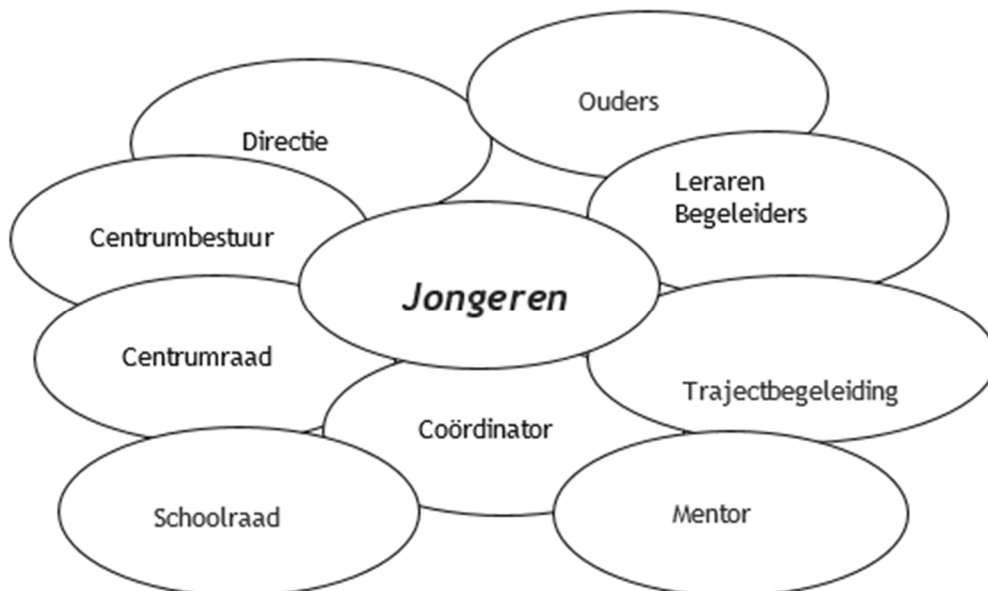 Ouders
Directie
Leraren
Begeleiders
Centrumbestuur
Jongeren
Centrumraad
Trajectbegeleiding
Coördinator
Schoolraad
Mentor